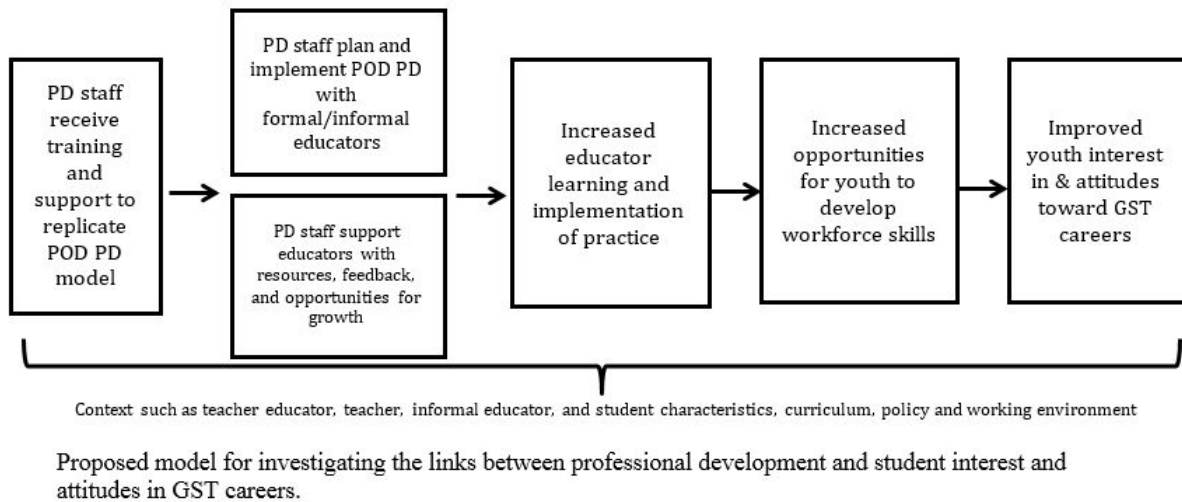 PD staff
receive
training
and
support to
replicate
POD PD
model
PD staff plan and
implement POD PD
with
formal/informal
educators
PD staff support
educators with
resources, feedback,
and opportunities for
growth
Increased
educator
learning and
implementation
of practice
Increased
opportunities
for youth to
develop
workforce skills
Improved
youth interest
in & attitudes
toward GST
careers
Context such as teacher educator, teacher, informal educator, and student characteristics, curriculum, policy and working environment
Proposed model for investigating the links between professional development and student interest and
attitudes in GST careers.